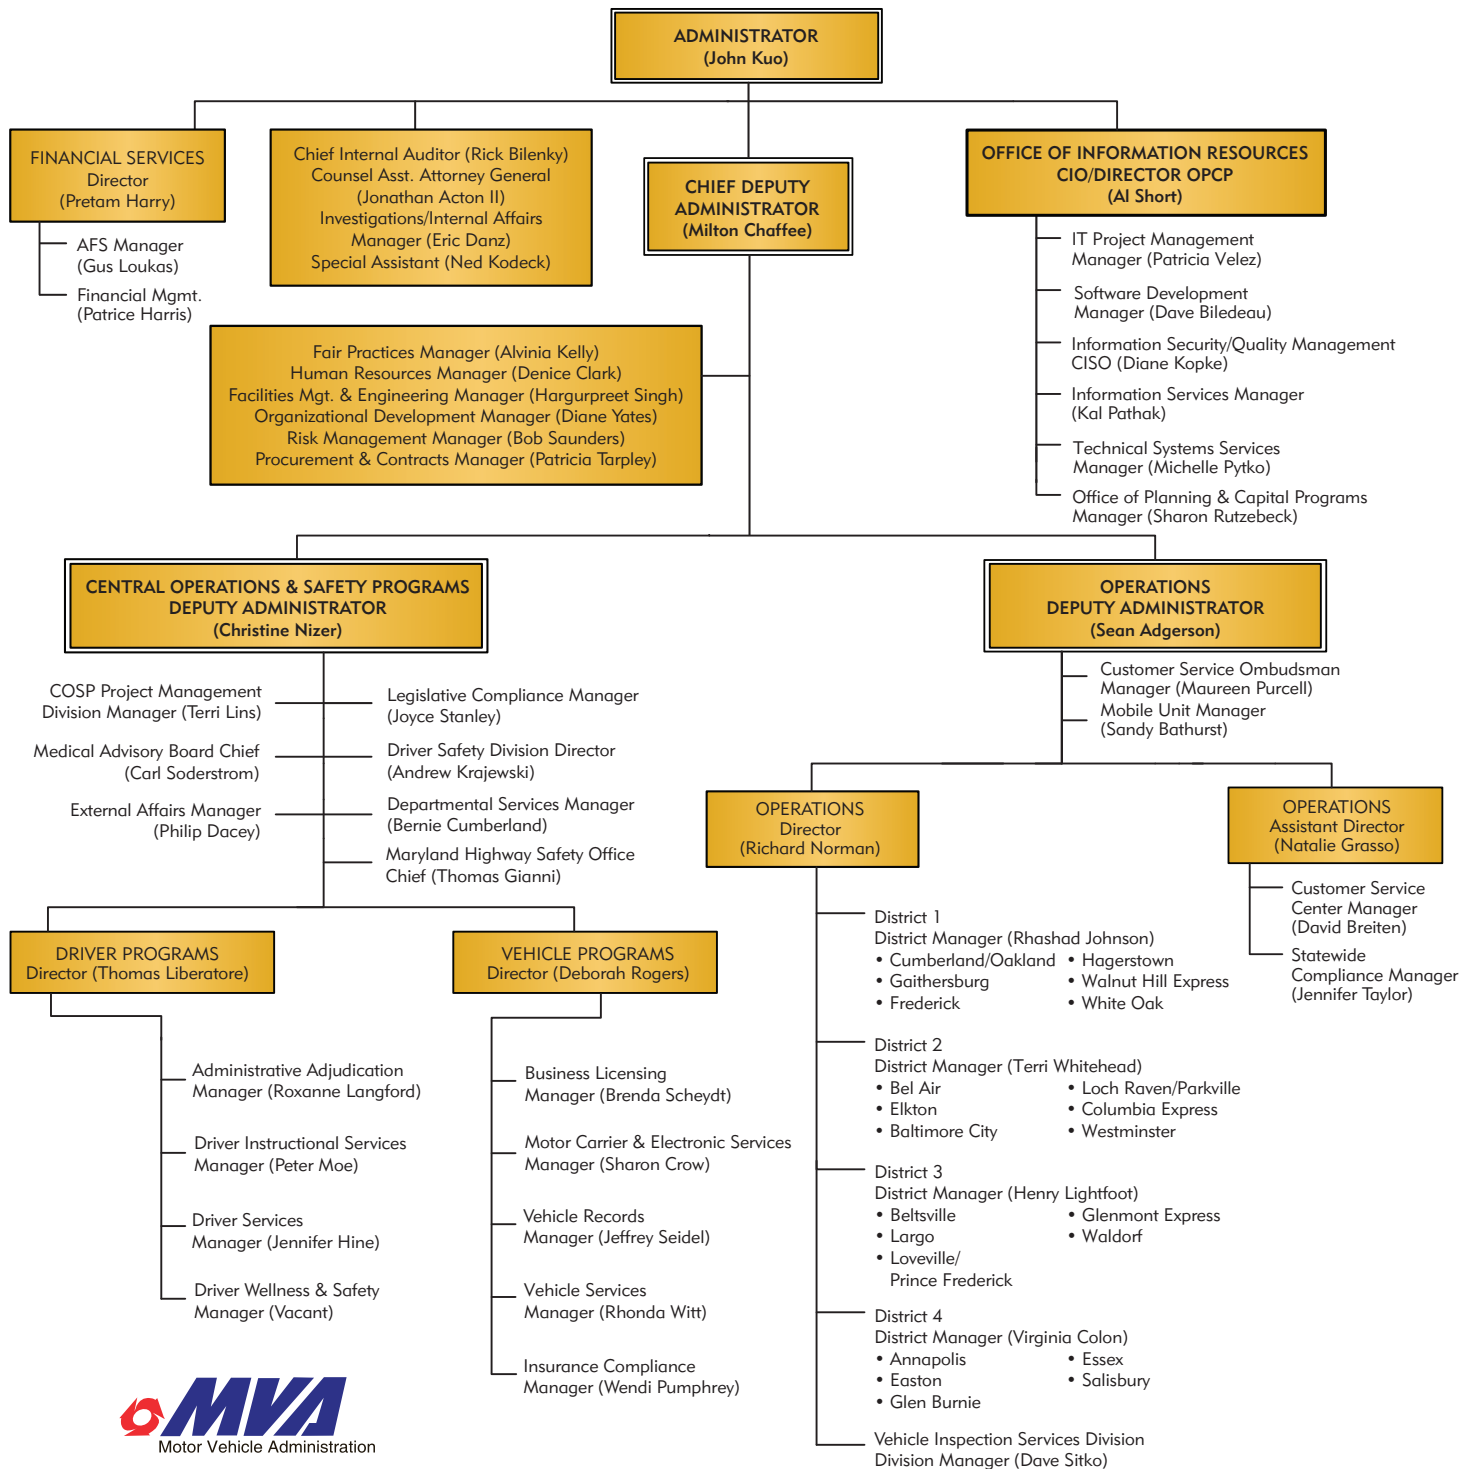 ADMINISTRATOR
(John Kuo)
FINANCIAL SERVICES
Director
(Pretam Harry)
AFS Manager
(Gus Loukas)
Financial Mgmt.
(Patrice Harris)
Chief Internal Auditor (Rick Bilenky)
Counsel Asst. Attorney General
(Jonathan Acton II)
Investigations/Internal Affairs
Manager (Eric Danz)
Special Assistant (Ned Kodeck)
CHIEF DEPUTY
ADMINISTRATOR
(Milton Chaffee)
OFFICE OF INFORMATION RESOURCES
CIO/DIRECTOR OPCP
(Al Short)
IT Project Management
Manager (Patricia Velez)
Software Development
Manager (Dave Biledeau)
Information Security/Quality Management
CISO (Diane Kopke)
Information Services Manager
(Kal Pathak)
Technical Systems Services
Manager (Michelle Pytko)
Office of Planning & Capital Programs
Manager (Sharon Rutzebeck)
Fair Practices Manager (Alvinia Kelly)
Human Resources Manager (Denice Clark)
Facilities Mgt. & Engineering Manager (Hargurpreet Singh)
Organizational Development Manager (Diane Yates)
Risk Management Manager (Bob Saunders)
Procurement & Contracts Manager (Patricia Tarpley)
CENTRAL OPERATIONS & SAFETY PROGRAMS
DEPUTY ADMINISTRATOR
(Christine Nizer)
COSP Project Management
Division Manager (Terri Lins)
Medical Advisory Board Chief
(Carl Soderstrom)
External Affairs Manager
(Philip Dacey)
Legislative Compliance Manager
(Joyce Stanley)
Driver Safety Division Director
(Andrew Krajewski)
Departmental Services Manager
(Bernie Cumberland)
Maryland Highway Safety Office
Chief (Thomas Gianni)
OPERATIONS
DEPUTY ADMINISTRATOR
(Sean Adgerson)
Customer Service Ombudsman
Manager (Maureen Purcell)
Mobile Unit Manager
(Sandy Bathurst)
DRIVER PROGRAMS
Director (Thomas Liberatore)
Administrative Adjudication
Manager (Roxanne Langford)
Driver Instructional Services
Manager (Peter Moe)
Driver Services
Manager (Jennifer Hine)
Driver Wellness & Safety
Manager (Vacant)
VEHICLE PROGRAMS
Director (Deborah Rogers)
Business Licensing
Manager (Brenda Scheydt)
Motor Carrier & Electronic Services
Manager (Sharon Crow)
Vehicle Records
Manager (Jeffrey Seidel)
Vehicle Services
Manager (Rhonda Witt)
Insurance Compliance
Manager (Wendi Pumphrey)
OPERATIONS
Director
(Richard Norman)
District 1
District Manager (Rhashad Johnson)
• Cumberland/Oakland • Hagerstown
• Gaithersburg • Walnut Hill Express
• Frederick • White Oak
District 2
District Manager (Terri Whitehead)
• Bel Air • Loch Raven/Parkville
• Elkton • Columbia Express
• Baltimore City • Westminster
District 3
District Manager (Henry Lightfoot)
• Beltsville • Glenmont Express
• Largo • Waldorf
• Loveville/
Prince Frederick
District 4
District Manager (Virginia Colon)
• Annapolis • Essex
• Easton • Salisbury
• Glen Burnie
Vehicle Inspection Services Division
Division Manager (Dave Sitko)
OPERATIONS
Assistant Director
(Natalie Grasso)
Customer Service
Center Manager
(David Breiten)
Statewide
Compliance Manager
(Jennifer Taylor)
MVA
Motor Vehicle Administration